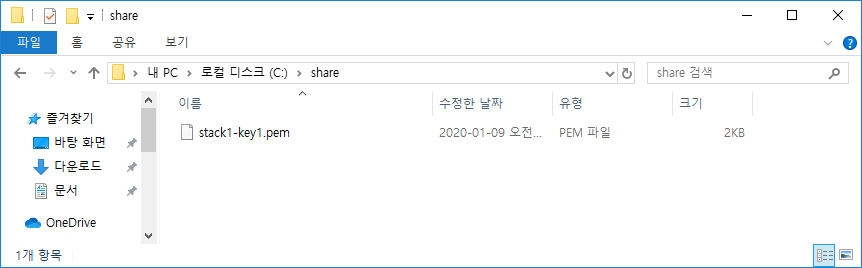 share
파일 홈 공유 보기
내 PC 로컬 디스크 (C:) share share 검색
이름 수정한 날짜 유형 크기
즐겨찾기
stack1-key1.pem 2020-01-09 오전... PEM 파일 2KB
바탕 화면
다운로드
문서
OneDrive
1개 항목